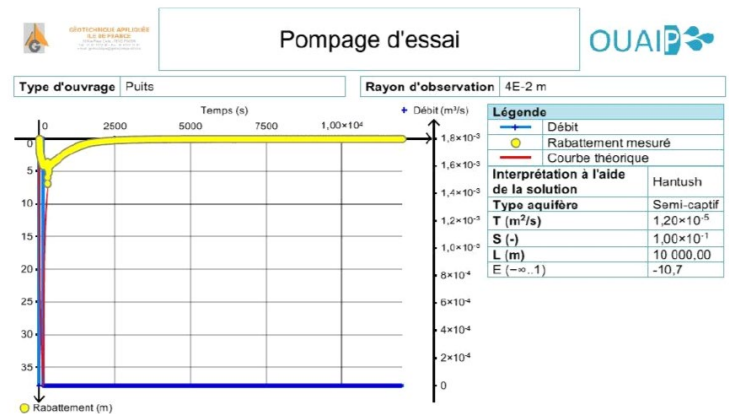 GÉOTECHNIQUE APPLIQUÉE
ILE DE FRANCE
Pompage d'essai
OUAIP
Type d'ouvrage Puits
Rayon d'observation 4E-2 m
Temps (s)
Débit (m³/s)
0 2500 5000 7500 1,00×10⁴
0
5
10
15
20
25
30
35
Rabattement (m)
1,8×10⁻³
1,6×10⁻³
1,4×10⁻³
1,2×10⁻³
1,0×10⁻³
8×10⁻⁴
6×10⁻⁴
4×10⁻⁴
2×10⁻⁴
0
Légende
Débit
Rabattement mesuré
Courbe théorique
Interprétation à l'aide de la solution Hantush
Type aquifère Semi-captif
T (m²/s) 1,20×10⁻⁵
S (-) 1,00×10⁻¹
L (m) 10 000,00
E (−∞..1) -10,7